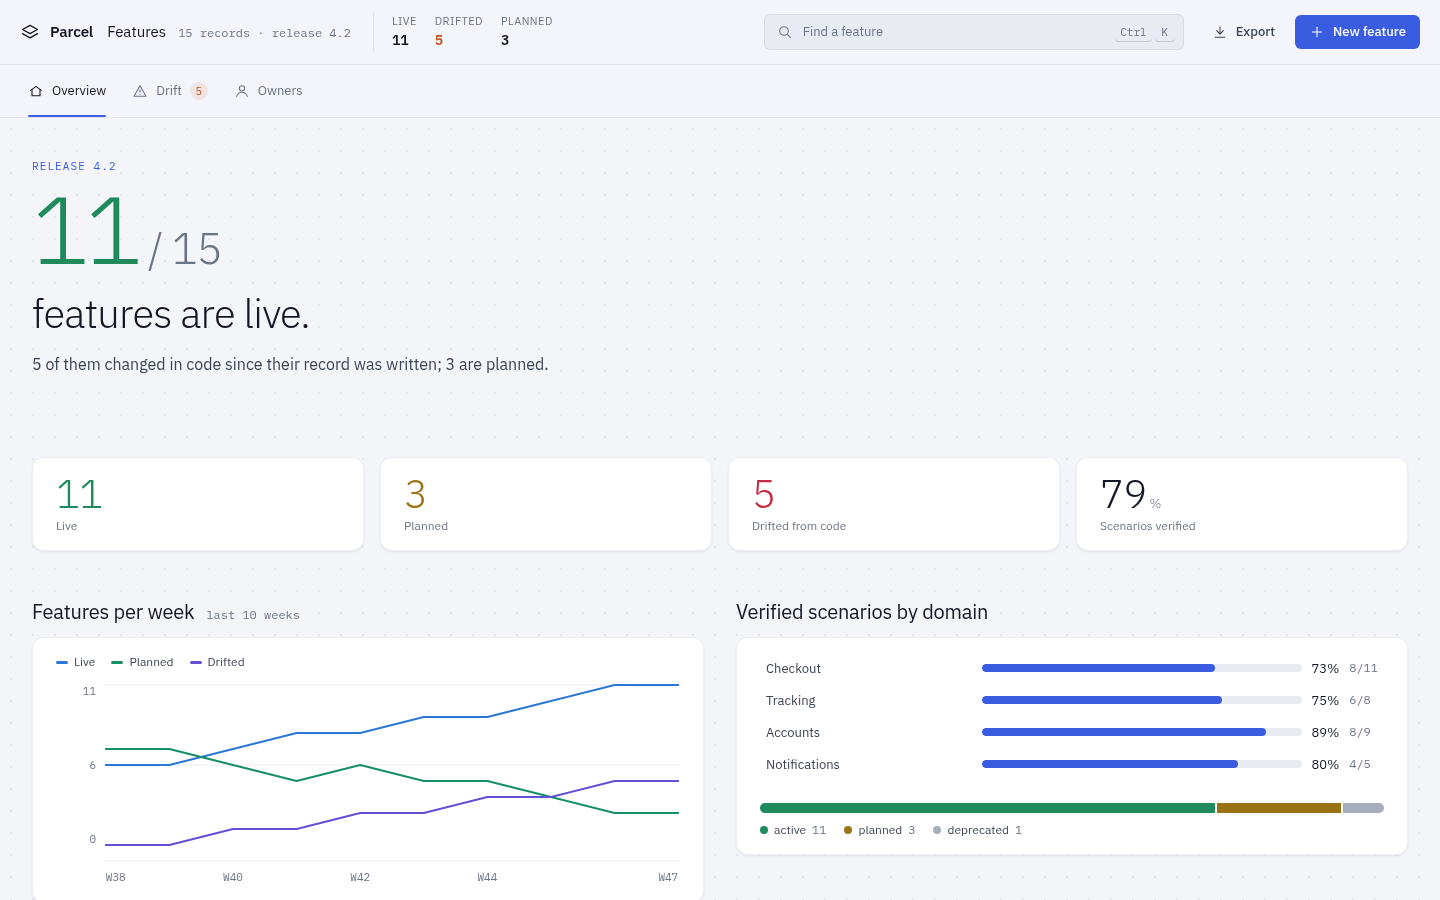 Parcel Features 15 records · release 4.2
LIVE DRIFTED PLANNED
11 5 3
Find a feature Ctrl K
Export
New feature
Overview Drift 5 Owners
RELEASE 4.2
11 / 15
features are live.
5 of them changed in code since their record was written; 3 are planned.
11
Live
3
Planned
5
Drifted from code
79 %
Scenarios verified
Features per week last 10 weeks
Live Planned Drifted
11
6
0
W38 W40 W42 W44 W47
Verified scenarios by domain
Checkout 73% 8/11
Tracking 75% 6/8
Accounts 89% 8/9
Notifications 80% 4/5
active 11 planned 3 deprecated 1